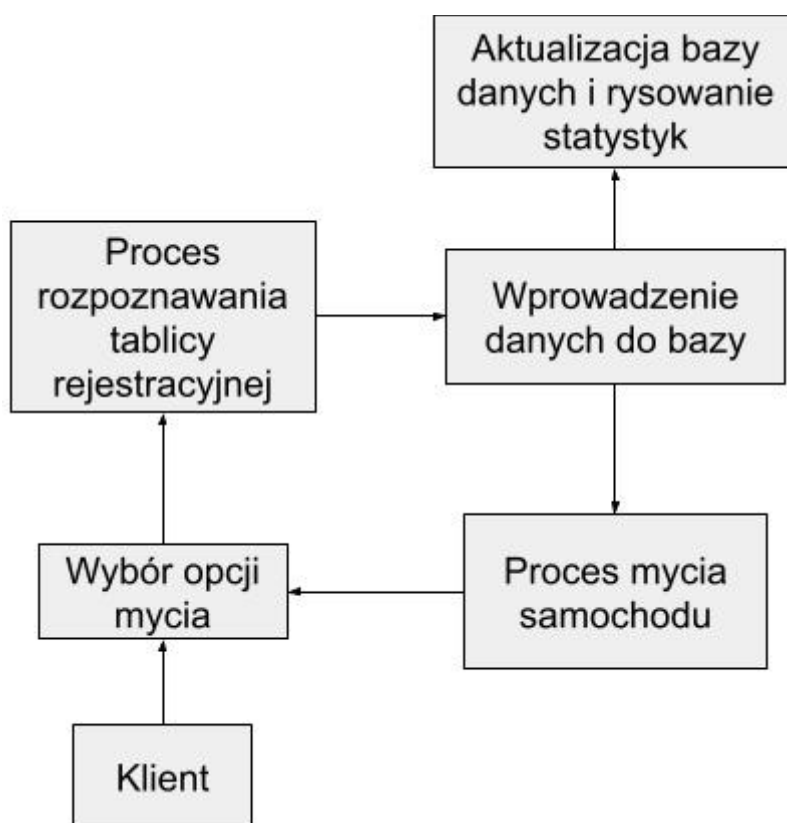 Aktualizacja bazy
danych i rysowanie
statystyk
Proces
rozpoznawania
tablicy
rejestracyjnej
Wprowadzenie
danych do bazy
Wybór opcji
mycia
Proces mycia
samochodu
Klient